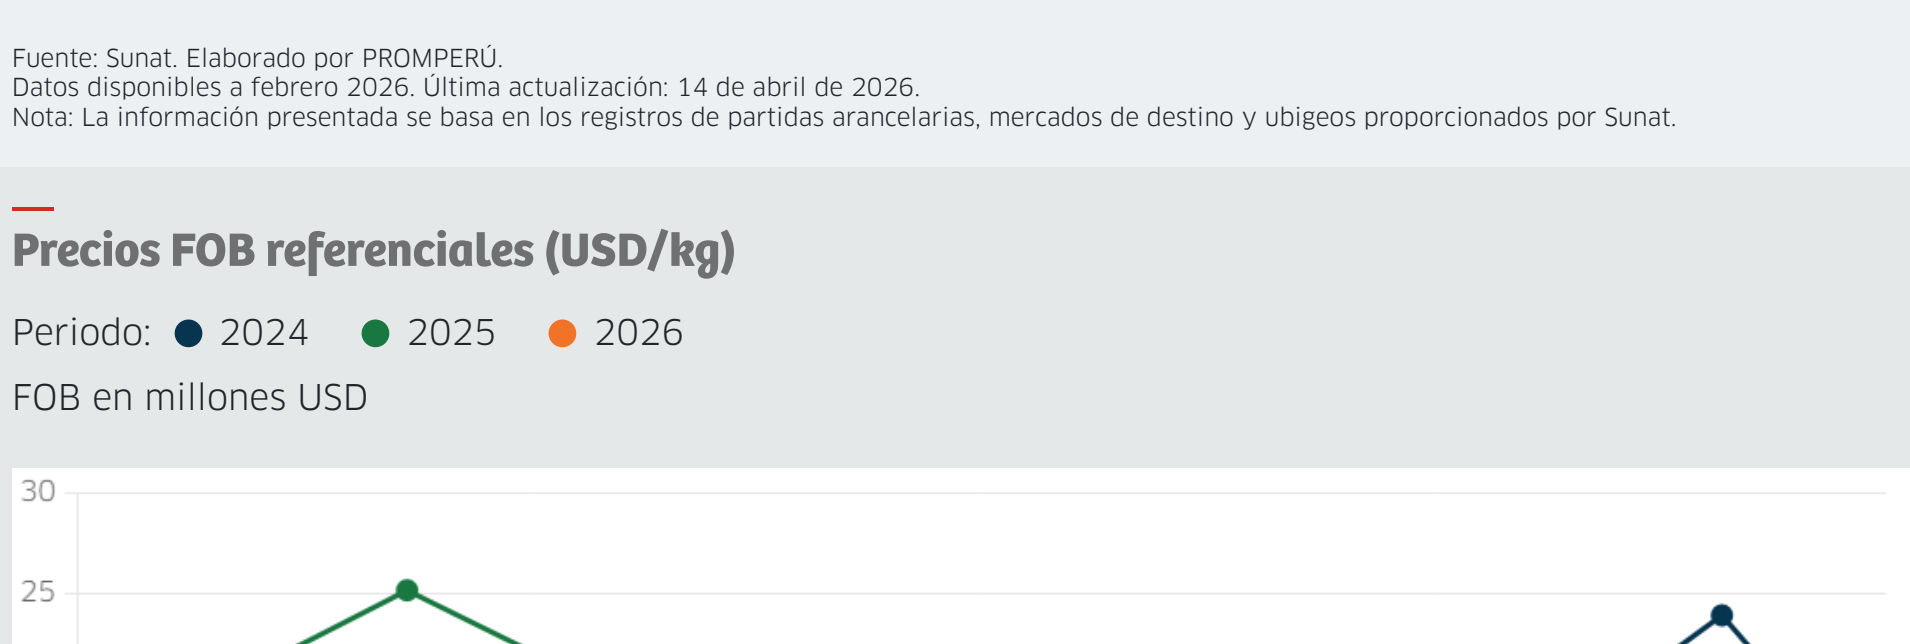 Fuente: Sunat. Elaborado por PROMPERÚ.
Datos disponibles a febrero 2026. Última actualización: 14 de abril de 2026.
Nota: La información presentada se basa en los registros de partidas arancelarias, mercados de destino y ubigeos proporcionados por Sunat.
Precios FOB referenciales (USD/kg)
Periodo: 2024 2025 2026
FOB en millones USD
30
25